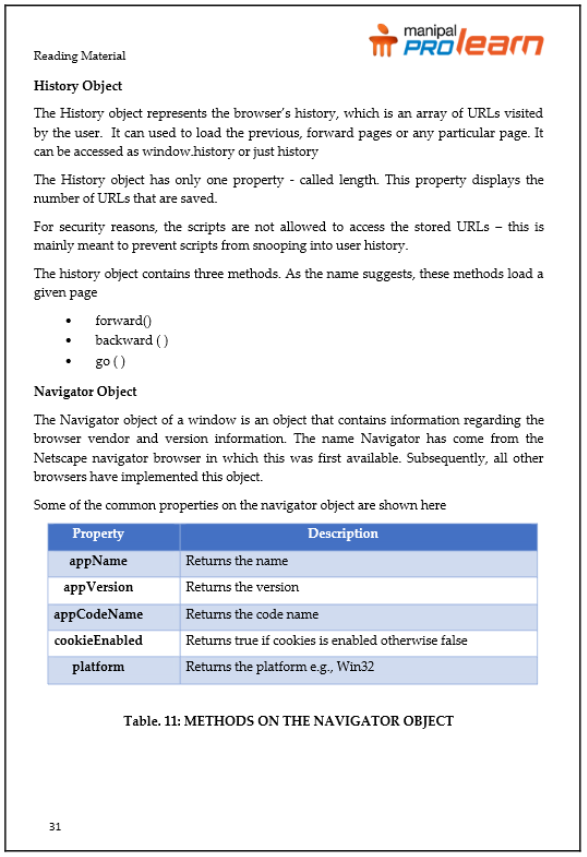 manipal
PROlearn
Reading Material
History Object
The History object represents the browser's history, which is an array of URLs visited
by the user.  It can used to load the previous, forward pages or any particular page. It
can be accessed as window.history or just history
The History object has only one property - called length. This property displays the
number of URLs that are saved.
For security reasons, the scripts are not allowed to access the stored URLs – this is
mainly meant to prevent scripts from snooping into user history.
The history object contains three methods. As the name suggests, these methods load a
given page
• forward()
• backward ( )
• go ( )
Navigator Object
The Navigator object of a window is an object that contains information regarding the
browser vendor and version information. The name Navigator has come from the
Netscape navigator browser in which this was first available. Subsequently, all other
browsers have implemented this object.
Some of the common properties on the navigator object are shown here
Property Description
appName Returns the name
appVersion Returns the version
appCodeName Returns the code name
cookieEnabled Returns true if cookies is enabled otherwise false
platform Returns the platform e.g., Win32
Table. 11: METHODS ON THE NAVIGATOR OBJECT
31